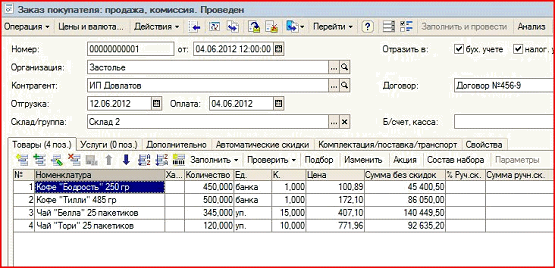 Заказ покупателя: продажа, комиссия. Проведен
Операция Цены и валюта... Действия Перейти ? Заполнить и провести Анализ
Номер: 00000000001 от: 04.06.2012 12:00:00 Отразить в: бух. учете налог. у
Организация: Застолье
Контрагент: ИП Довлатов Договор: Договор №456-9
Отгрузка: 12.06.2012 Оплата: 04.06.2012
Склад/группа: Склад 2 Б/счет, касса:
Товары (4 поз.) Услуги (0 поз.) Дополнительно Автоматические скидки Комплектация/поставка/транспорт Свойства
Заполнить Проверить Подбор Изменить Акция Состав набора Параметры
№ Номенклатура Ха... Количество Ед. К. Цена Сумма без скидок % Руч.ск. Сумма ручн.ск.
1 Кофе "Бодрость" 250 гр 450,000 банка 1,000 100,89 45 400,50
2 Кофе "Тилли" 485 гр 500,000 банка 1,000 172,10 86 050,00
3 Чай "Белла" 25 пакетиков 345,000 уп. 15,000 407,10 140 449,50
4 Чай "Тори" 25 пакетиков 120,000 уп. 10,000 771,96 92 635,20